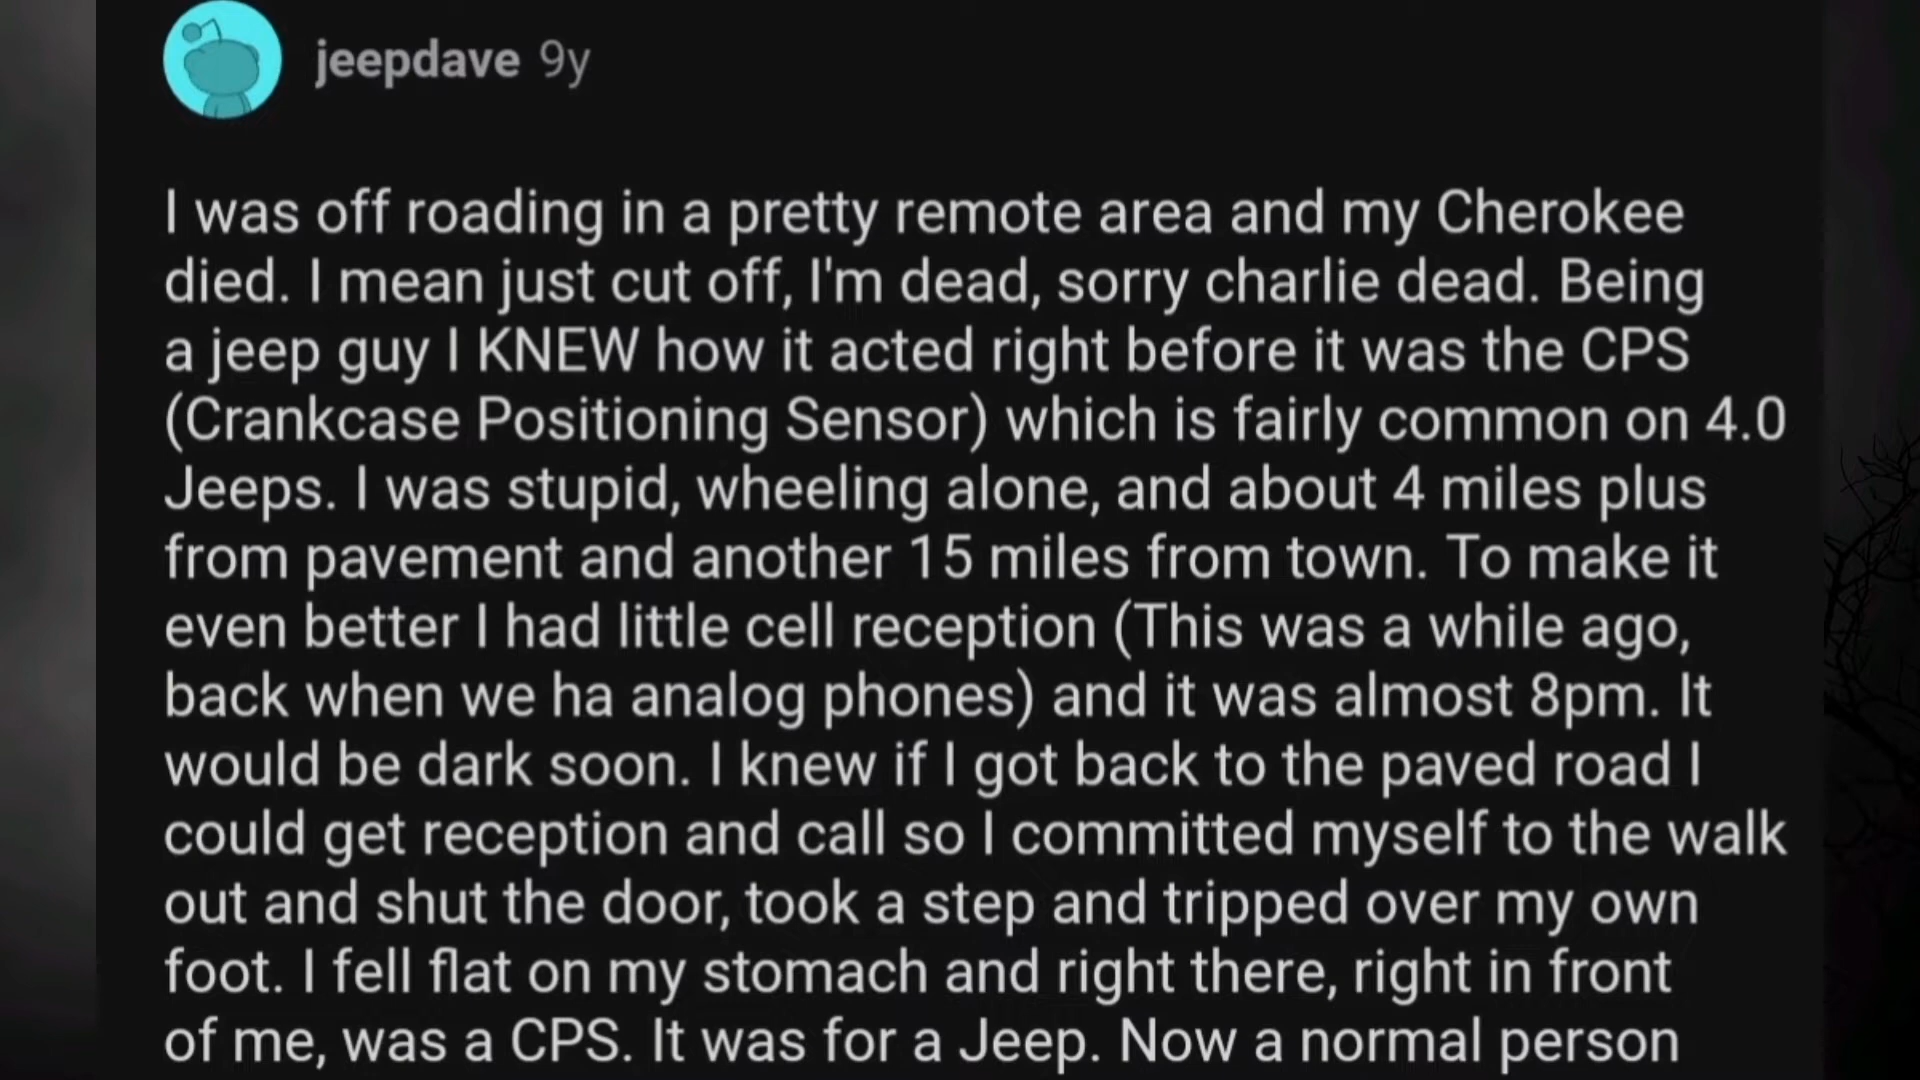 jeepdave 9y
I was off roading in a pretty remote area and my Cherokee
died. I mean just cut off, I'm dead, sorry charlie dead. Being
a jeep guy I KNEW how it acted right before it was the CPS
(Crankcase Positioning Sensor) which is fairly common on 4.0
Jeeps. I was stupid, wheeling alone, and about 4 miles plus
from pavement and another 15 miles from town. To make it
even better I had little cell reception (This was a while ago,
back when we ha analog phones) and it was almost 8pm. It
would be dark soon. I knew if I got back to the paved road I
could get reception and call so I committed myself to the walk
out and shut the door, took a step and tripped over my own
foot. I fell flat on my stomach and right there, right in front
of me, was a CPS. It was for a Jeep. Now a normal person